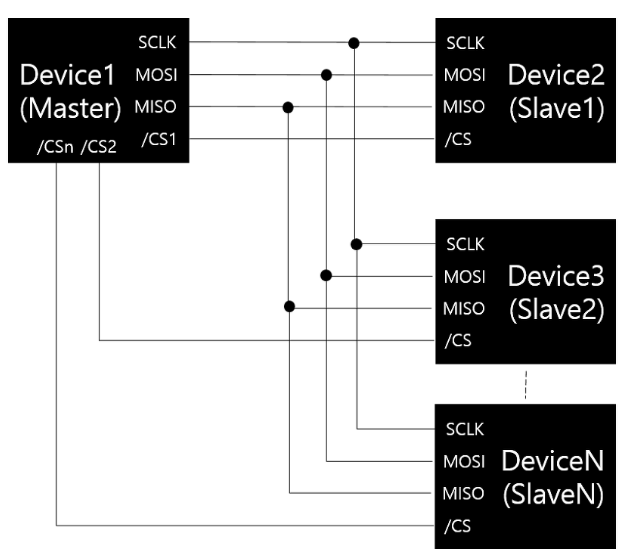 SCLK
Device1
MOSI
(Master)
MISO
/CS1
/CSn /CS2
SCLK
Device2
MOSI
(Slave1)
MISO
/CS
SCLK
Device3
MOSI
(Slave2)
MISO
/CS
SCLK
DeviceN
MOSI
(SlaveN)
MISO
/CS